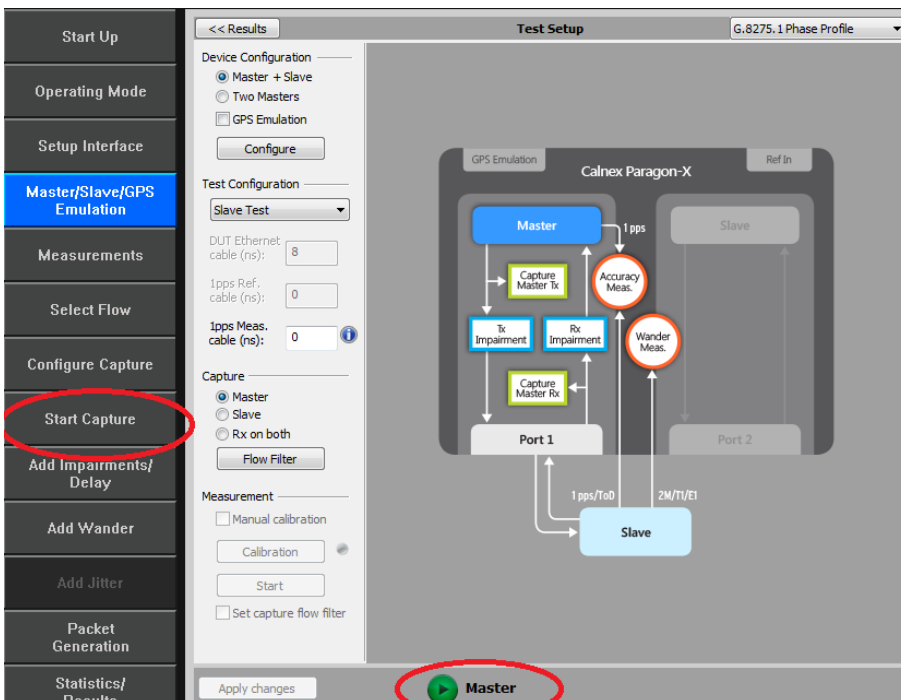 Start Up
Operating Mode
Setup Interface
Master/Slave/GPS
Emulation
Measurements
Select Flow
Configure Capture
Start Capture
Add Impairments/
Delay
Add Wander
Add Jitter
Packet
Generation
Statistics/
Results
<< Results
Test Setup
G.8275.1 Phase Profile
Device Configuration
Master + Slave
Two Masters
GPS Emulation
Configure
Test Configuration
Slave Test
DUT Ethernet
cable (ns):
8
1pps Ref.
cable (ns):
0
1pps Meas.
cable (ns):
0
Capture
Master
Slave
Rx on both
Flow Filter
Measurement
Manual calibration
Calibration
Start
Set capture flow filter
Apply changes
Master
GPS Emulation
Calnex Paragon-X
Ref In
Master
1 pps
Slave
Capture
Master Tx
Accuracy
Meas.
Tx
Impairment
Rx
Impairment
Wander
Meas.
Capture
Master Rx
Port 1
Port 2
1 pps/ToD
2M/T1/E1
Slave